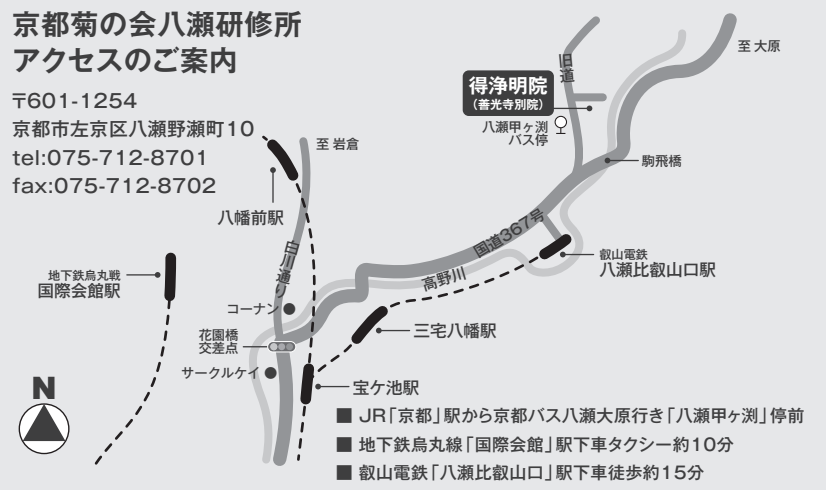 京都菊の会八瀬研修所
アクセスのご案内
〒601-1254
京都市左京区八瀬野瀬町10
tel:075-712-8701
fax:075-712-8702
至 大原
旧道
得浄明院
（善光寺別院）
八瀬甲ヶ渕
バス停
至 岩倉
駒飛橋
八幡前駅
国道367号
叡山電鉄
八瀬比叡山口駅
白川通り
高野川
地下鉄烏丸戦
国際会館駅
コーナン
花園橋
交差点
三宅八幡駅
サークルケイ
宝ケ池駅
N
■ JR「京都」駅から京都バス八瀬大原行き「八瀬甲ヶ渕」停前
■ 地下鉄烏丸線「国際会館」駅下車タクシー約10分
■ 叡山電鉄「八瀬比叡山口」駅下車徒歩約15分